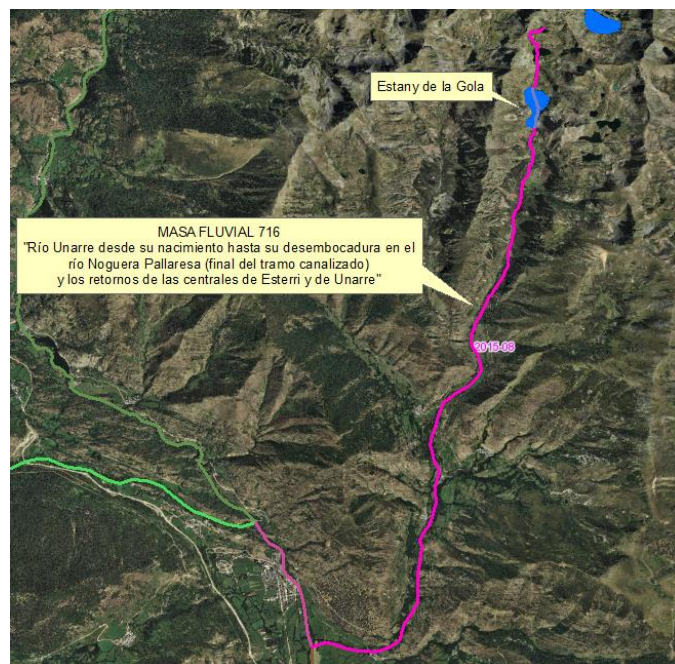 Estany de la Gola
MASA FLUVIAL 716
"Río Unarre desde su nacimiento hasta su desembocadura en el
río Noguera Pallaresa (final del tramo canalizado)
y los retornos de las centrales de Esterri y de Unarre"
2015-08